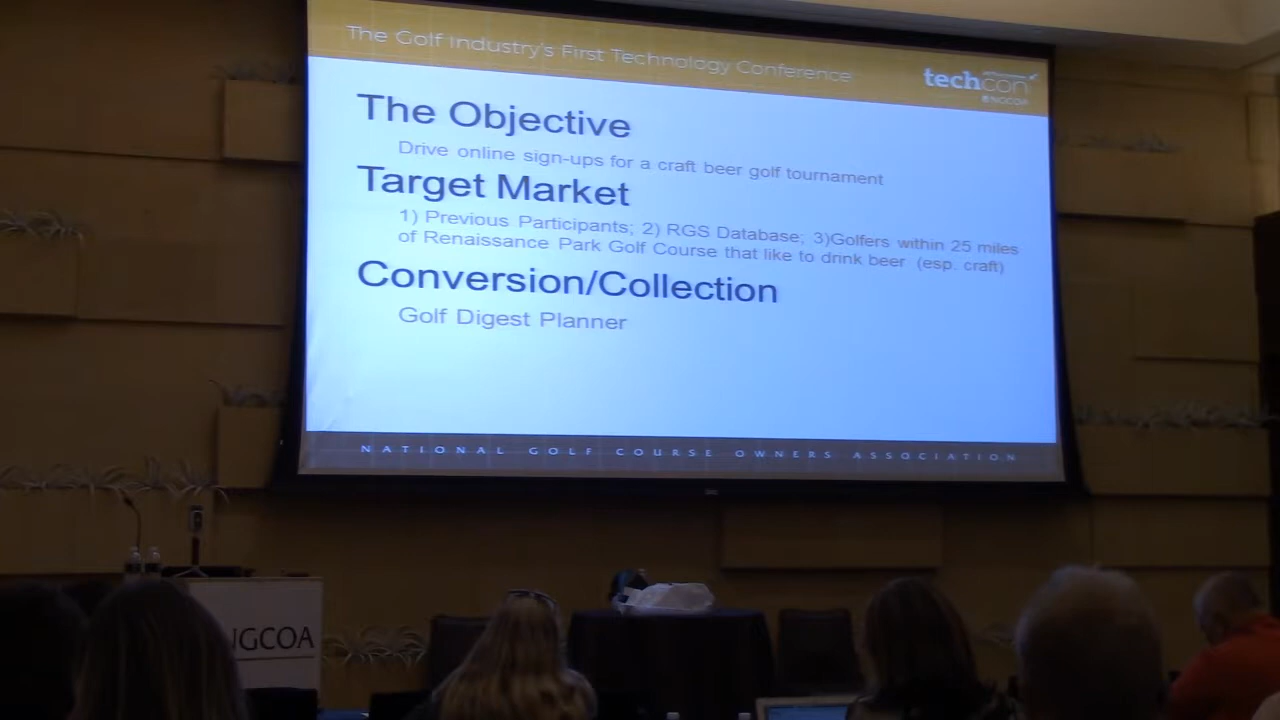 The Golf Industry's First Technology Conference
techcon
@NGCOA
The Objective
Drive online sign-ups for a craft beer golf tournament
Target Market
1) Previous Participants; 2) RGS Database; 3)Golfers within 25 miles
of Renaissance Park Golf Course that like to drink beer (esp. craft)
Conversion/Collection
Golf Digest Planner
NATIONAL GOLF COURSE OWNERS ASSOCIATION
NGCOA